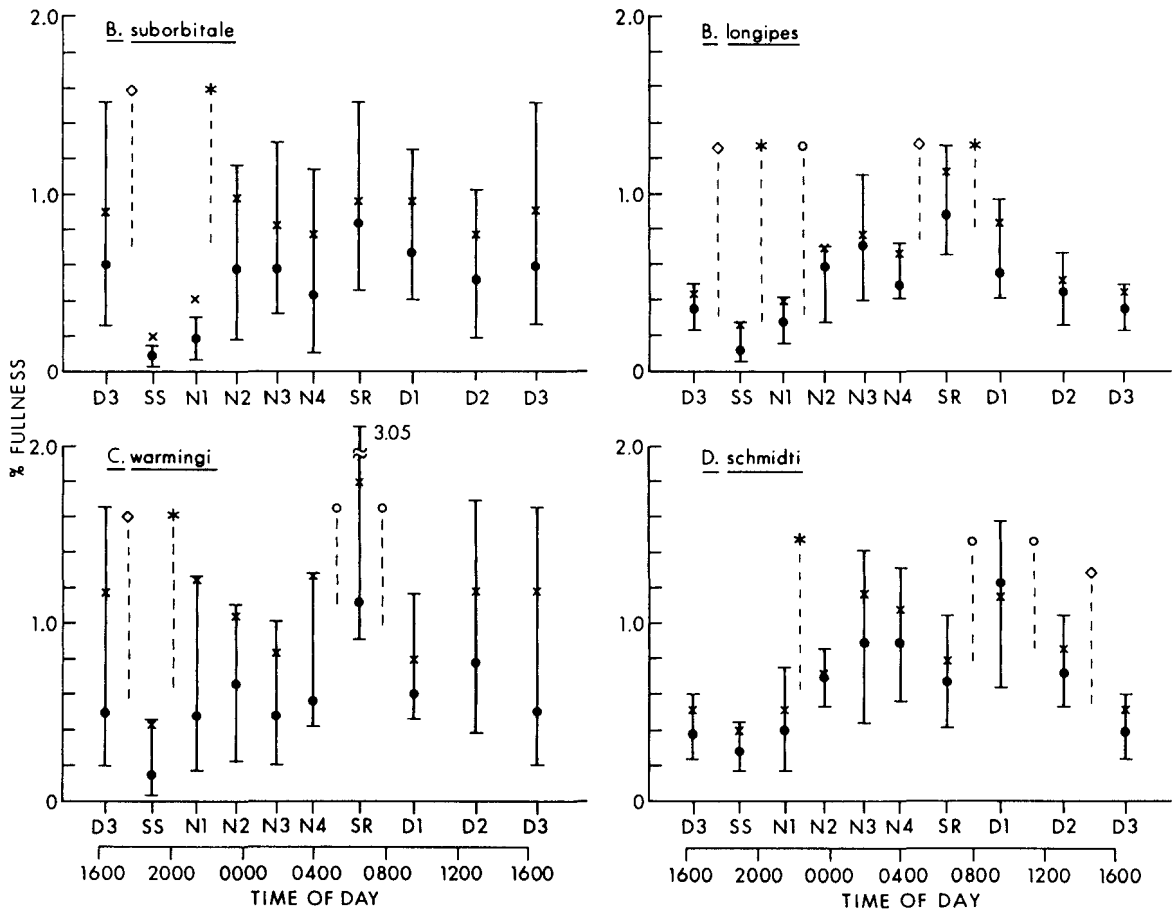 B. suborbitale
B. longipes
2.0
1.0
0
D3 SS N1 N2 N3 N4 SR D1 D2 D3
2.0
1.0
0
D3 SS N1 N2 N3 N4 SR D1 D2 D3
% FULLNESS
C. warmingi
3.05
D. schmidti
2.0
1.0
0
D3 SS N1 N2 N3 N4 SR D1 D2 D3
1600 2000 0000 0400 0800 1200 1600
TIME OF DAY
2.0
1.0
0
D3 SS N1 N2 N3 N4 SR D1 D2 D3
1600 2000 0000 0400 0800 1200 1600
TIME OF DAY